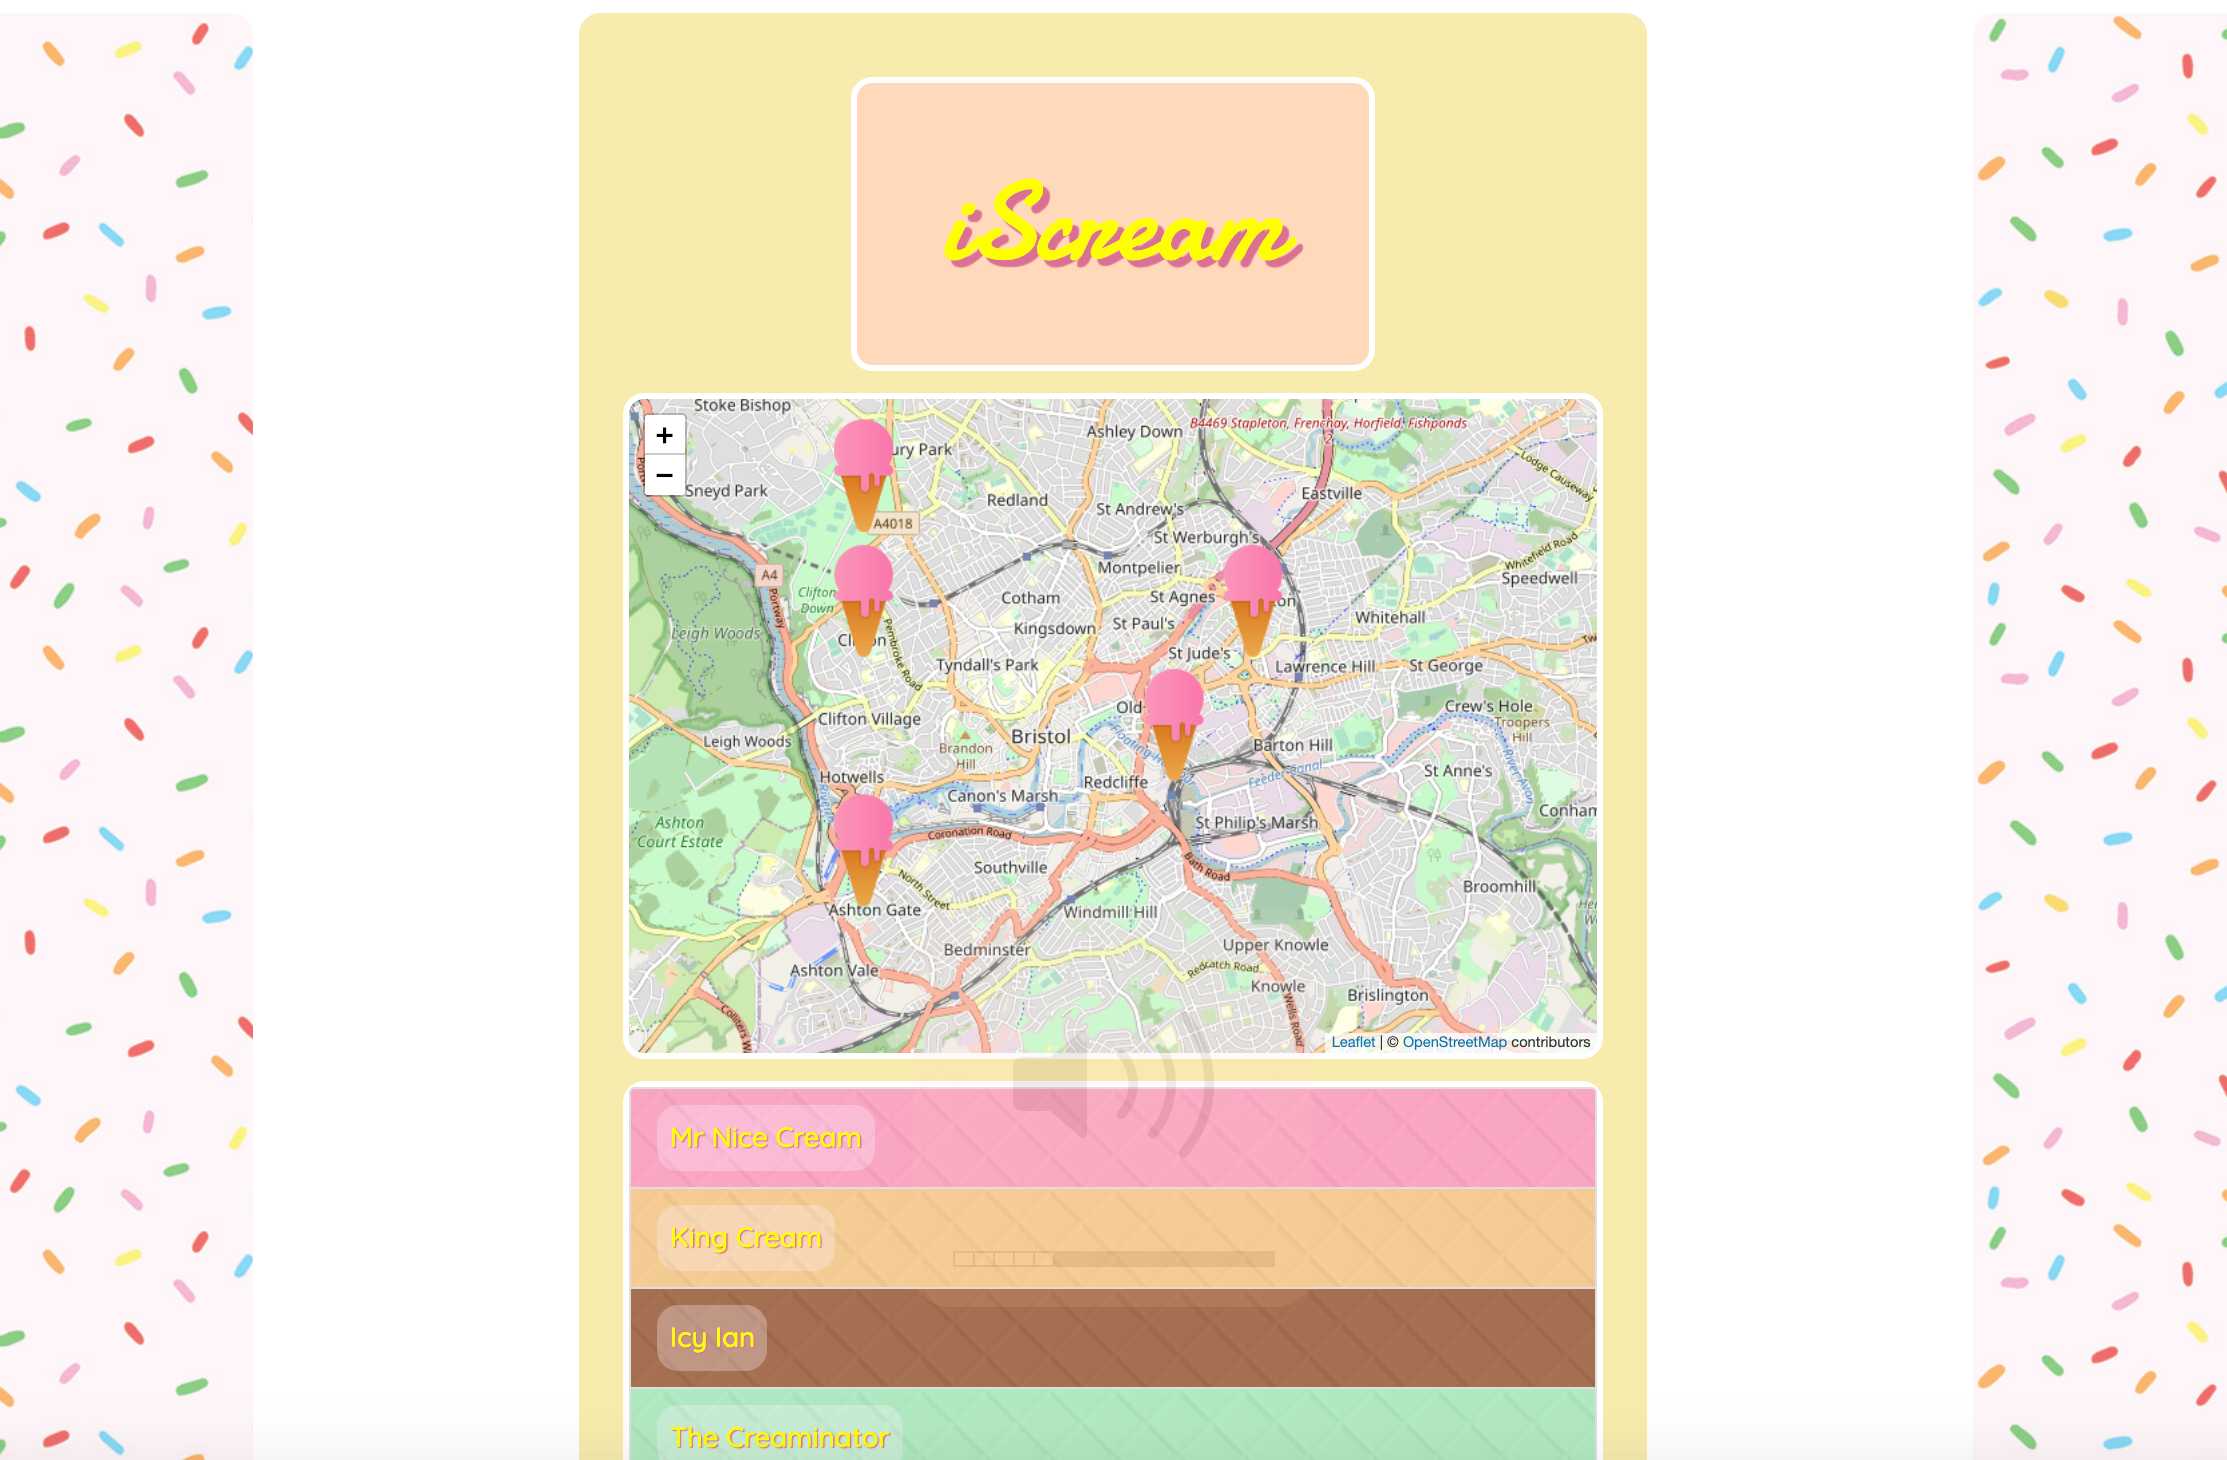 iScream
Stoke Bishop
Ashley Down
B4469 Stapleton, Frenchay, Horfield, Fishponds
2
+
ury Park
Lodge Causeway
−
Sneyd Park
Redland
Eastville
St Andrew's
A4018
St Werburgh's
Whitefield Road
Montpelier
A4
Portway
Speedwell
Clifton
Down
Cotham
St Agnes
on
Whitehall
Kingsdown
St Paul's
Leigh Woods
Pembroke Road
St Jude's
Tyndall's Park
Lawrence Hill
St George
Old
Crew's Hole
Clifton Village
Troopers
Hill
Leigh Woods
Bristol
Brandon
Hill
Barton Hill
River Avon
Hotwells
Redcliffe
Feeder Canal
St Anne's
Canon's Marsh
Conham
Ashton
Court Estate
St Philip's Marsh
Coronation Road
Southville
Bath Road
North Street
Broomhill
Ashton Gate
Windmill Hill
Bedminster
Upper Knowle
Ashton Vale
Redcatch Road
Knowle
Brislington
Wells Road
Leaflet | © OpenStreetMap contributors
Mr Nice Cream
King Cream
Icy Ian
The Creaminator